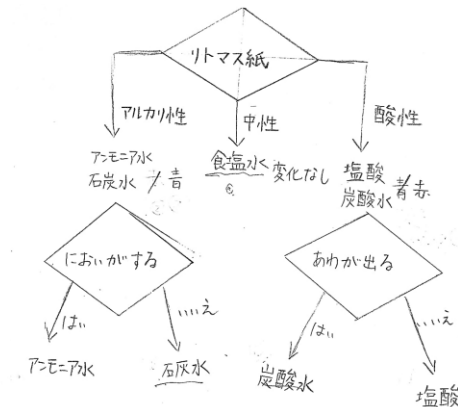 リトマス紙
アルカリ性
中性
酸性
アンモニア水
石炭水
青
食塩水
変化なし
塩酸
炭酸水
青赤
においがする
あわが出る
はい
いいえ
はい
いいえ
アンモニア水
石灰水
炭酸水
塩酸